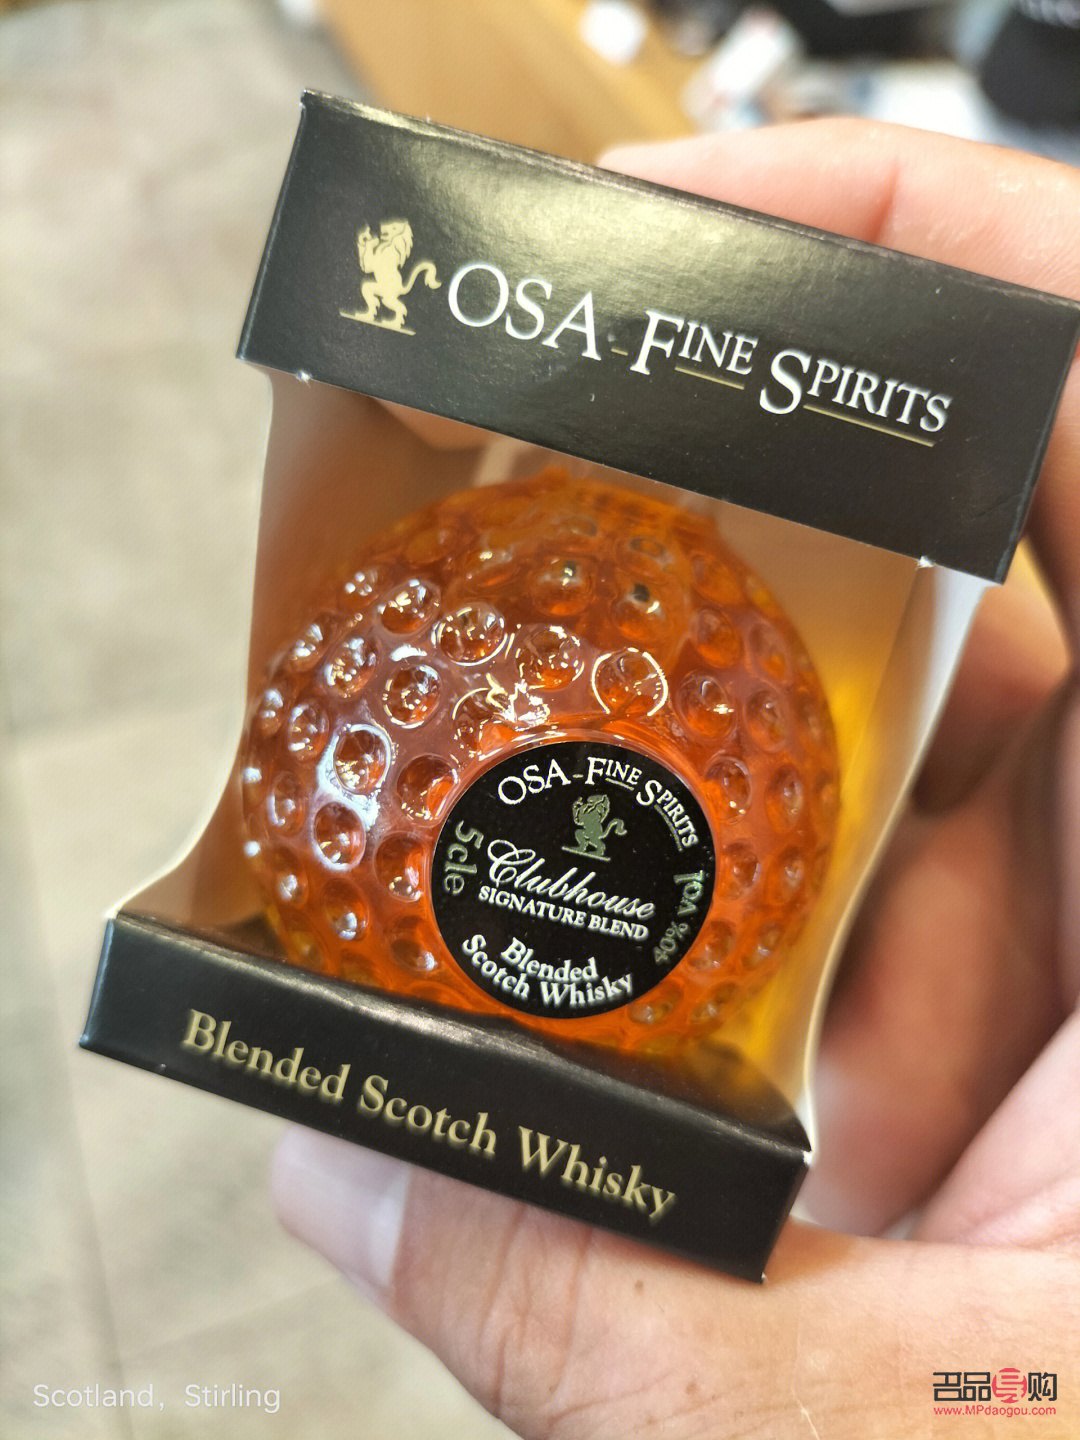 OSA-FINE SPIRITS
OSA-FINE SPIRITS
5cle
Clubhouse
SIGNATURE BLEND
40% VOL
Blended
Scotch Whisky
Blended Scotch Whisky
Scotland, Stirling
名品导购
www.MPdaogou.com